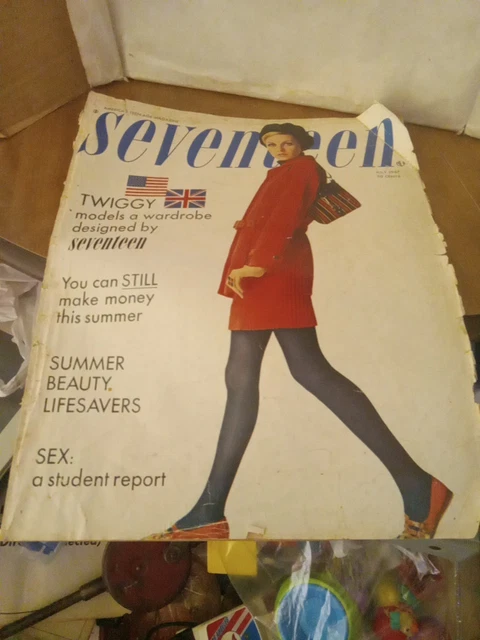 seventeen
TWIGGY
models a wardrobe
designed by
seventeen
You can STILL
make money
this summer
SUMMER
BEAUTY
LIFESAVERS
SEX:
a student report